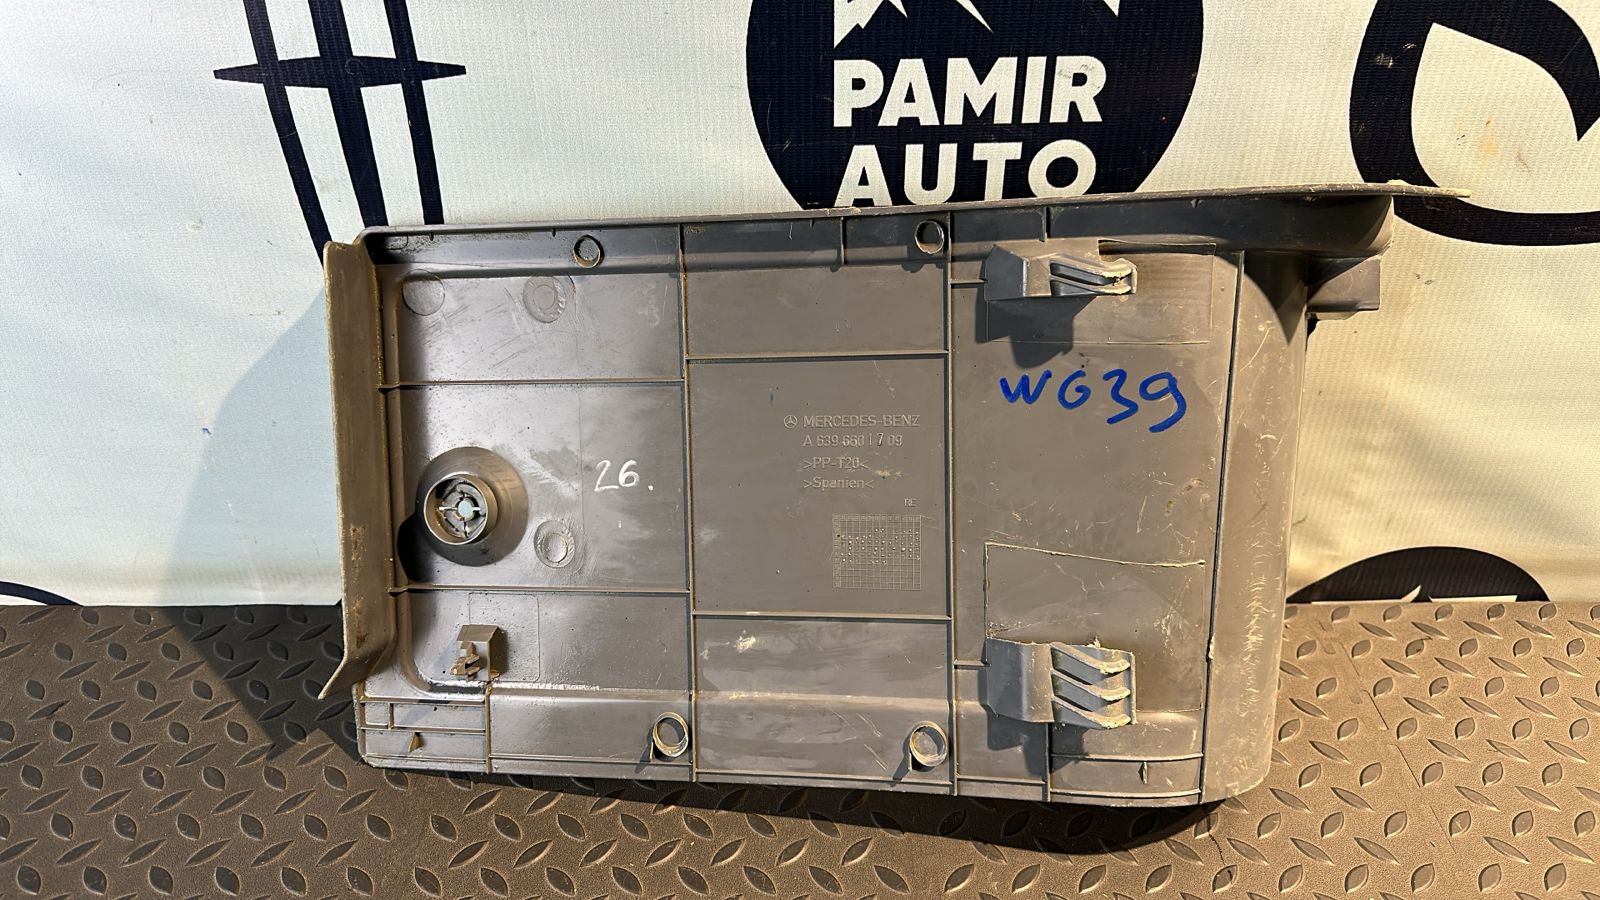 PAMIR
AUTO
WG39
MERCEDES-BENZ
A 639 660 17 09
>PP-T20<
>Spanien<
RE
26.